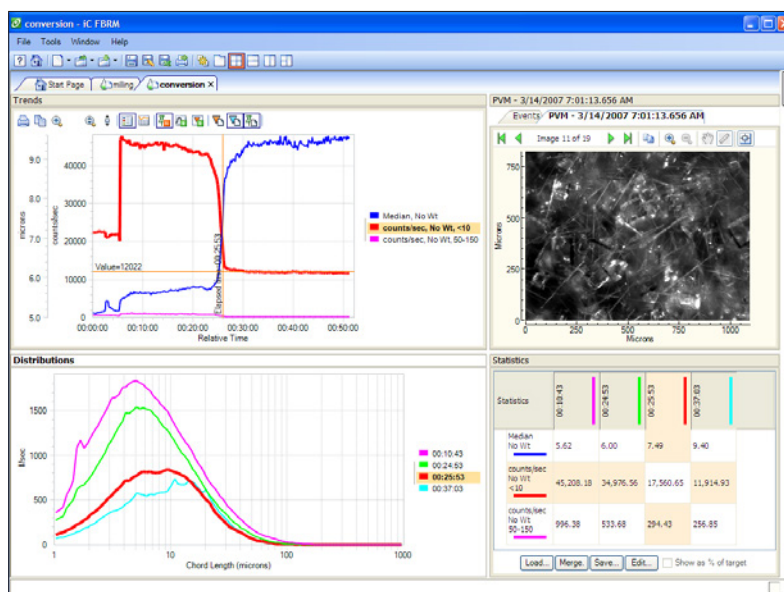 conversion - iC FBRM
File Tools Window Help
Start Page milling conversion X
Trends
9.0
8.0
7.0
6.0
5.0
microns
40000
30000
20000
10000
0
counts/sec
Value=12022
Elapsed time 00:25:53
00:00:00 00:10:00 00:20:00 00:30:00 00:40:00 00:50:00
Relative Time
Median, No Wt
counts/sec, No Wt, <10
counts/sec, No Wt, 50-150
PVM - 3/14/2007 7:01:13.656 AM
Events PVM - 3/14/2007 7:01:13.656 AM
Image 11 of 19
750
500
250
0
Microns
0 250 500 750 1000
Microns
Distributions
1500
1000
500
0
1 10 100 1000
Chord Length (microns)
00:10:43
00:24:53
00:25:53
00:37:03
Statistics
Statistics 00:10:43 00:24:53 00:25:53 00:37:03
Median
No Wt 5.62 6.00 7.49 9.40
counts/sec
No Wt 45,208.18 34,976.56 17,560.65 11,914.93
<10
counts/sec
No Wt 996.38 533.68 294.43 256.85
50-150
Load... Merge. Save... Edit... Show as % of target